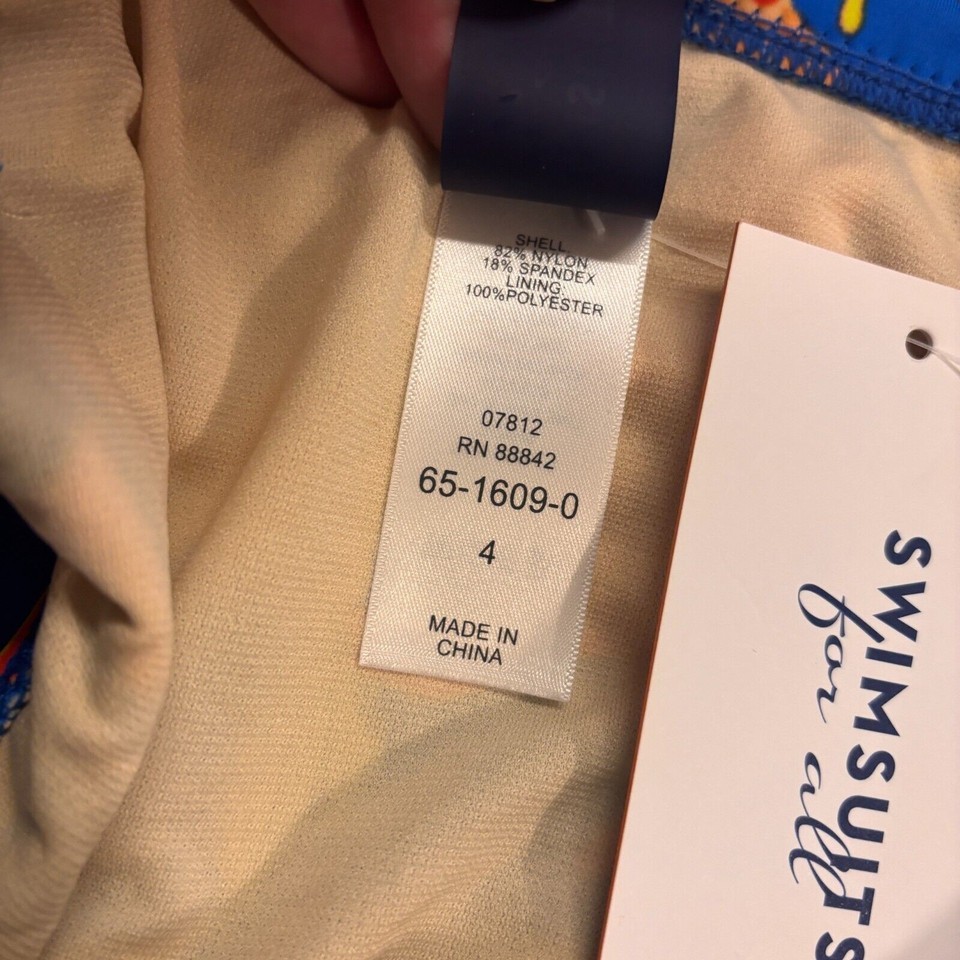 SHELL.
82% NYLON
18% SPANDEX
LINING.
100%POLYESTER
07812
RN 88842
65-1609-0
4
MADE IN
CHINA
SWIMSUITS
for all